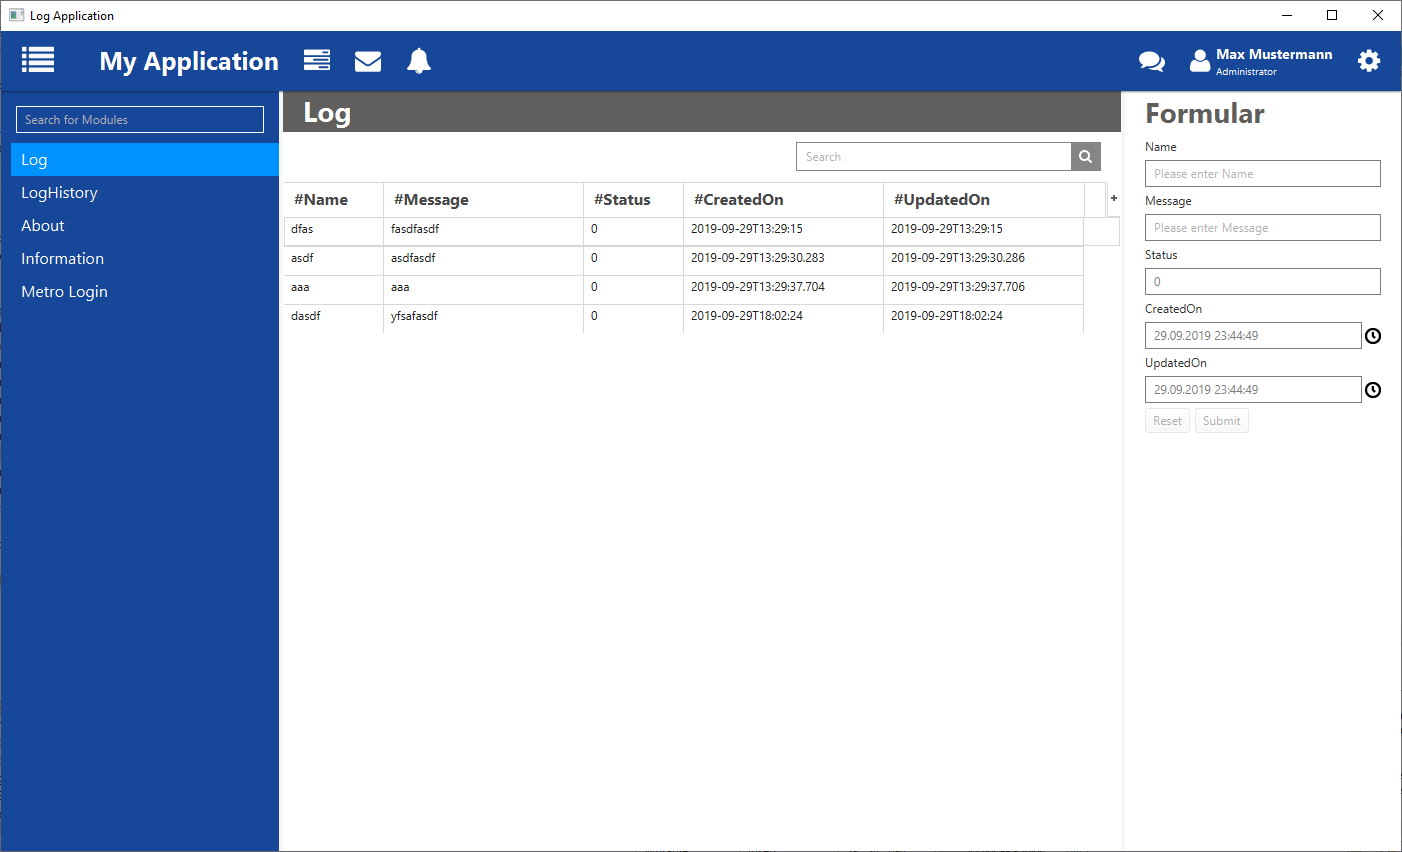 Log Application
My Application
Max Mustermann
Administrator
Search for Modules
Log
LogHistory
About
Information
Metro Login
Log
Search
#Name #Message #Status #CreatedOn #UpdatedOn +
dfas fasdfasdf 0 2019-09-29T13:29:15 2019-09-29T13:29:15
asdf asdfasdf 0 2019-09-29T13:29:30.283 2019-09-29T13:29:30.286
aaa aaa 0 2019-09-29T13:29:37.704 2019-09-29T13:29:37.706
dasdf yfsafasdf 0 2019-09-29T18:02:24 2019-09-29T18:02:24
Formular
Name
Please enter Name
Message
Please enter Message
Status
0
CreatedOn
29.09.2019 23:44:49
UpdatedOn
29.09.2019 23:44:49
Reset Submit